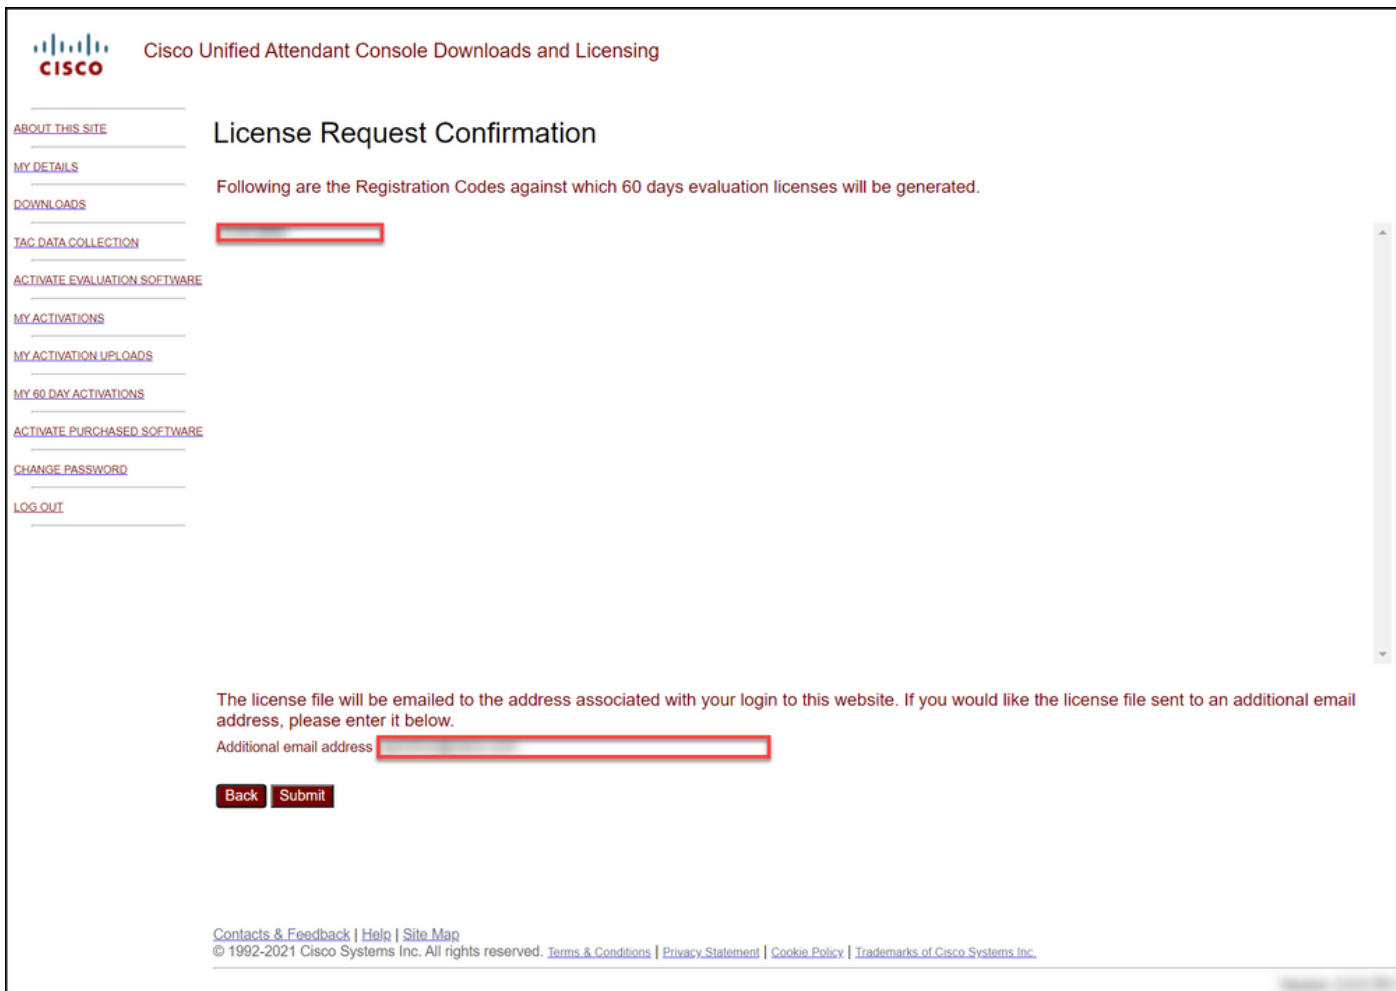 CISCO
Cisco Unified Attendant Console Downloads and Licensing
ABOUT THIS SITE
MY DETAILS
DOWNLOADS
TAC DATA COLLECTION
ACTIVATE EVALUATION SOFTWARE
MY ACTIVATIONS
MY ACTIVATION UPLOADS
MY 60 DAY ACTIVATIONS
ACTIVATE PURCHASED SOFTWARE
CHANGE PASSWORD
LOG OUT
License Request Confirmation
Following are the Registration Codes against which 60 days evaluation licenses will be generated.
The license file will be emailed to the address associated with your login to this website. If you would like the license file sent to an additional email
address, please enter it below.
Additional email address
Back Submit
Contacts & Feedback | Help | Site Map
© 1992-2021 Cisco Systems Inc. All rights reserved. Terms & Conditions | Privacy Statement | Cookie Policy | Trademarks of Cisco Systems Inc.